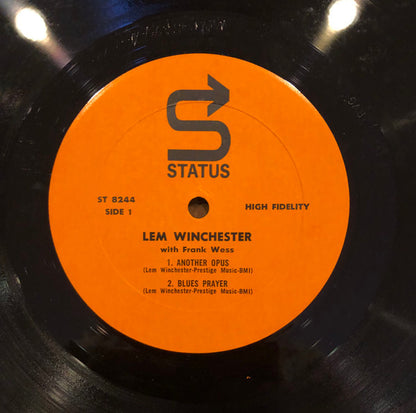 STATUS
ST 8244
SIDE 1
HIGH FIDELITY
LEM WINCHESTER
with Frank Wess
1. ANOTHER OPUS
(Lem Winchester-Prestige Music-BMI)
2. BLUES PRAYER
(Lem Winchester-Prestige Music-BMI)